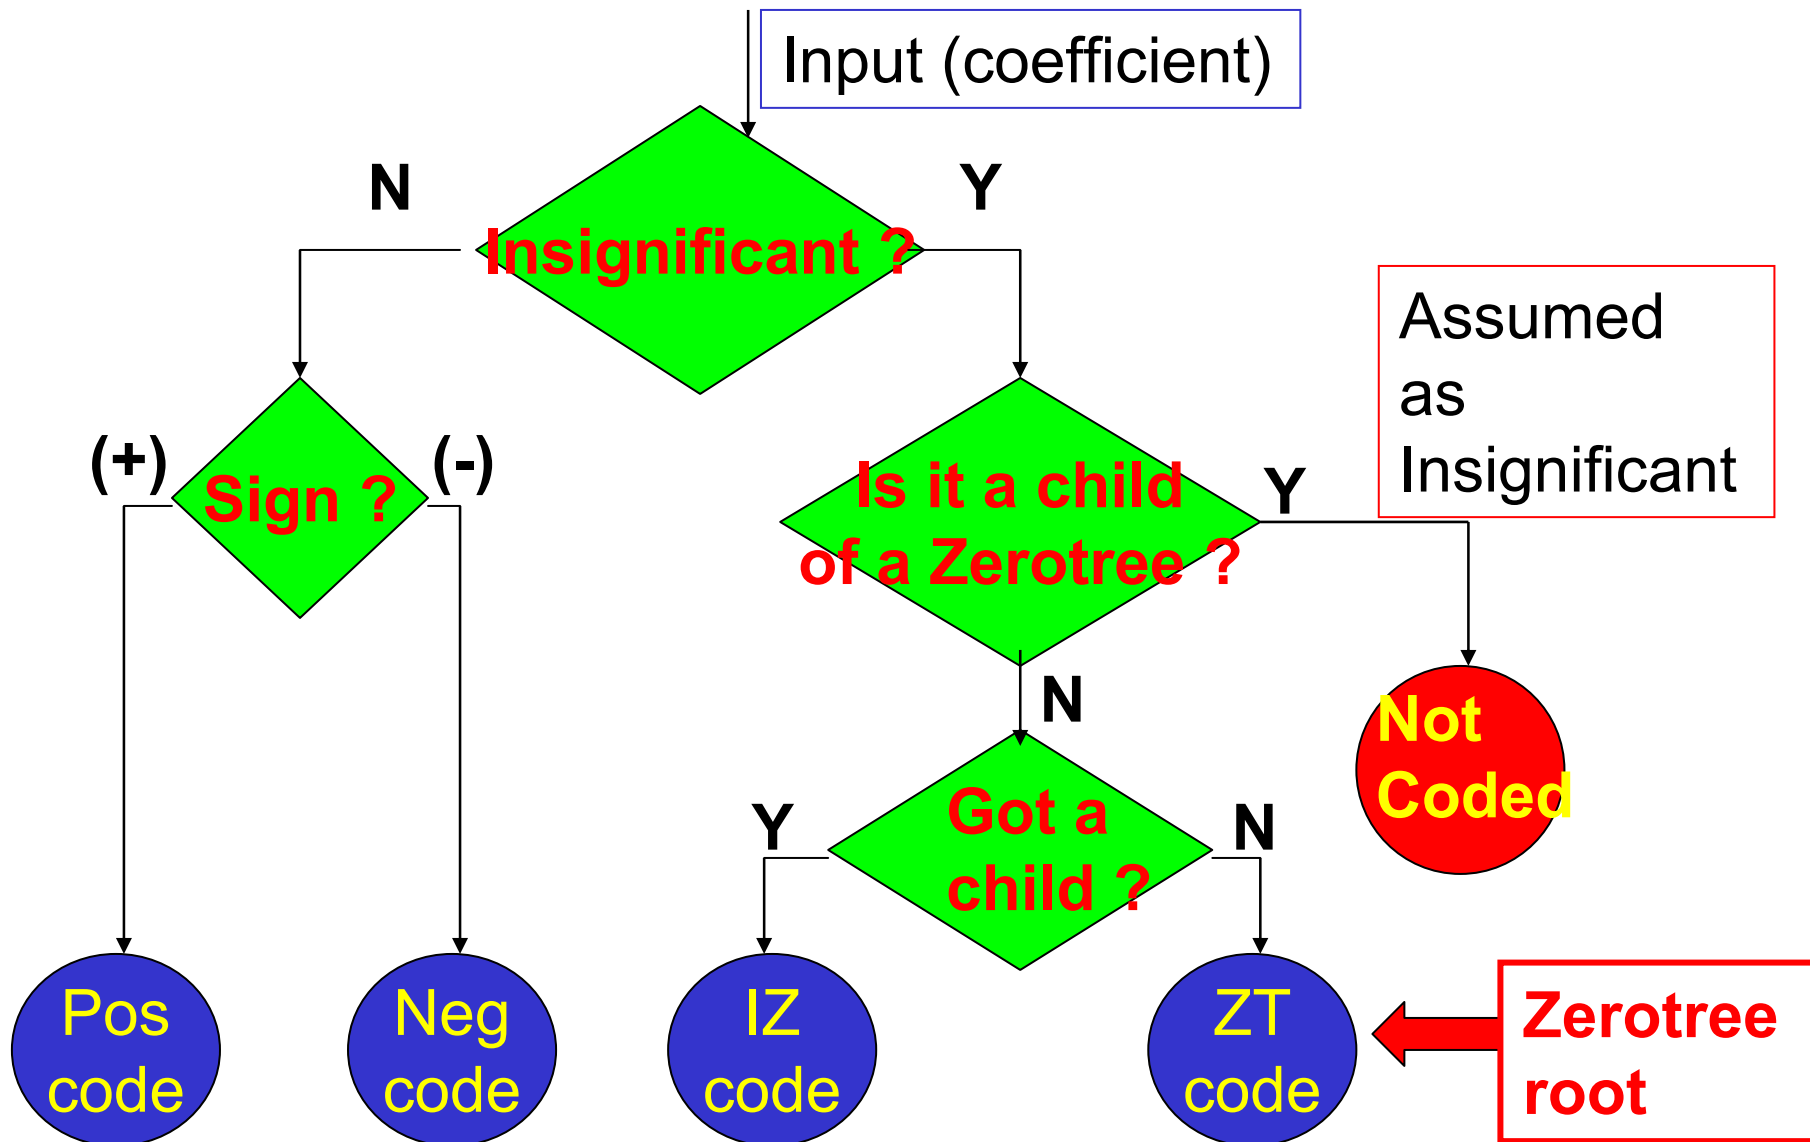 Input (coefficient)
N
Y
Insignificant ?
Assumed
as
Insignificant
(+)
Sign ?
(-)
Is it a child
of a Zerotree ?
Y
N
Not
Coded
Y
Got a
child ?
N
Pos
code
Neg
code
IZ
code
ZT
code
Zerotree
root